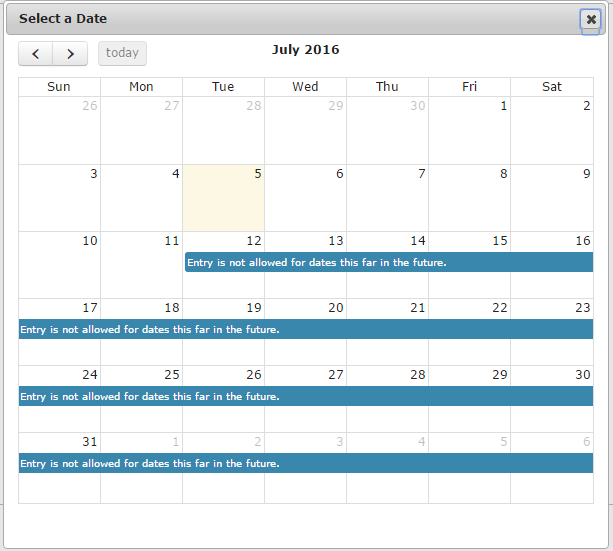 Select a Date
today
July 2016
Sun Mon Tue Wed Thu Fri Sat
26 27 28 29 30 1 2
3 4 5 6 7 8 9
10 11 12 13 14 15 16
Entry is not allowed for dates this far in the future.
17 18 19 20 21 22 23
Entry is not allowed for dates this far in the future.
24 25 26 27 28 29 30
Entry is not allowed for dates this far in the future.
31 1 2 3 4 5 6
Entry is not allowed for dates this far in the future.